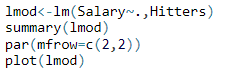 lmod<-lm(Salary~.,Hitters)
summary(lmod)
par(mfrow=c(2,2))
plot(lmod)